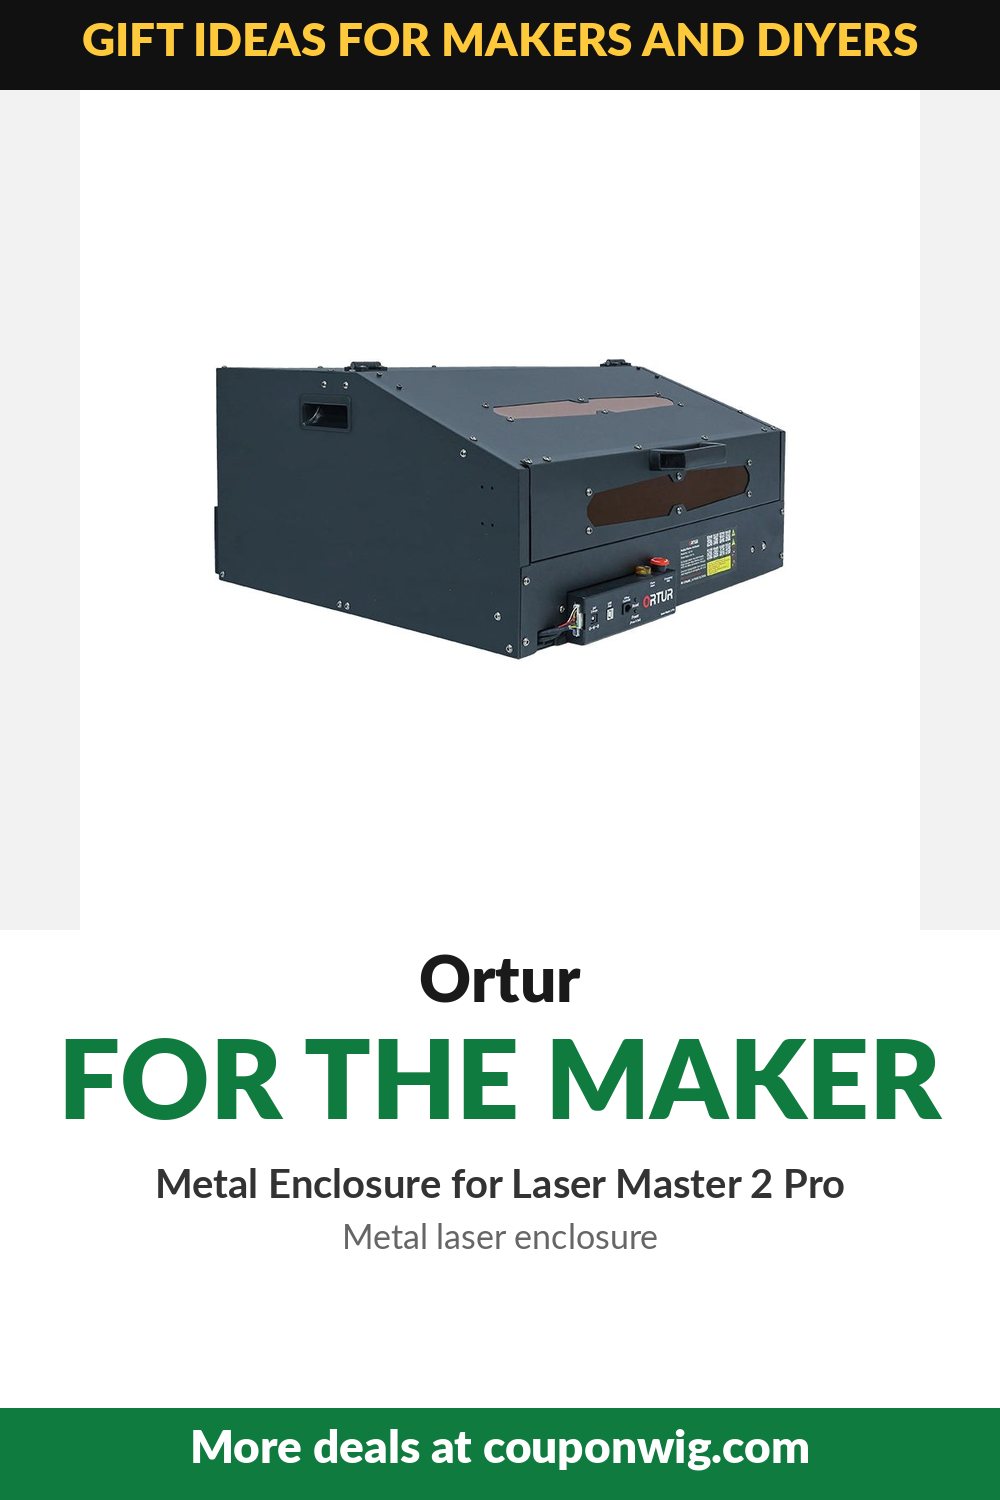 GIFT IDEAS FOR MAKERS AND DIYERS
ORTUR
Ortur
FOR THE MAKER
Metal Enclosure for Laser Master 2 Pro
Metal laser enclosure
More deals at couponwig.com